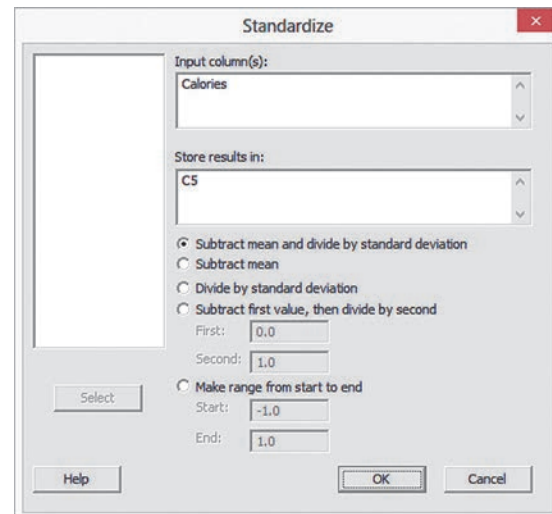 Standardize
Input column(s):
Calories
Store results in:
C5
Subtract mean and divide by standard deviation
Subtract mean
Divide by standard deviation
Subtract first value, then divide by second
First: 0.0
Second: 1.0
Make range from start to end
Start: -1.0
End: 1.0
Select
Help
OK
Cancel